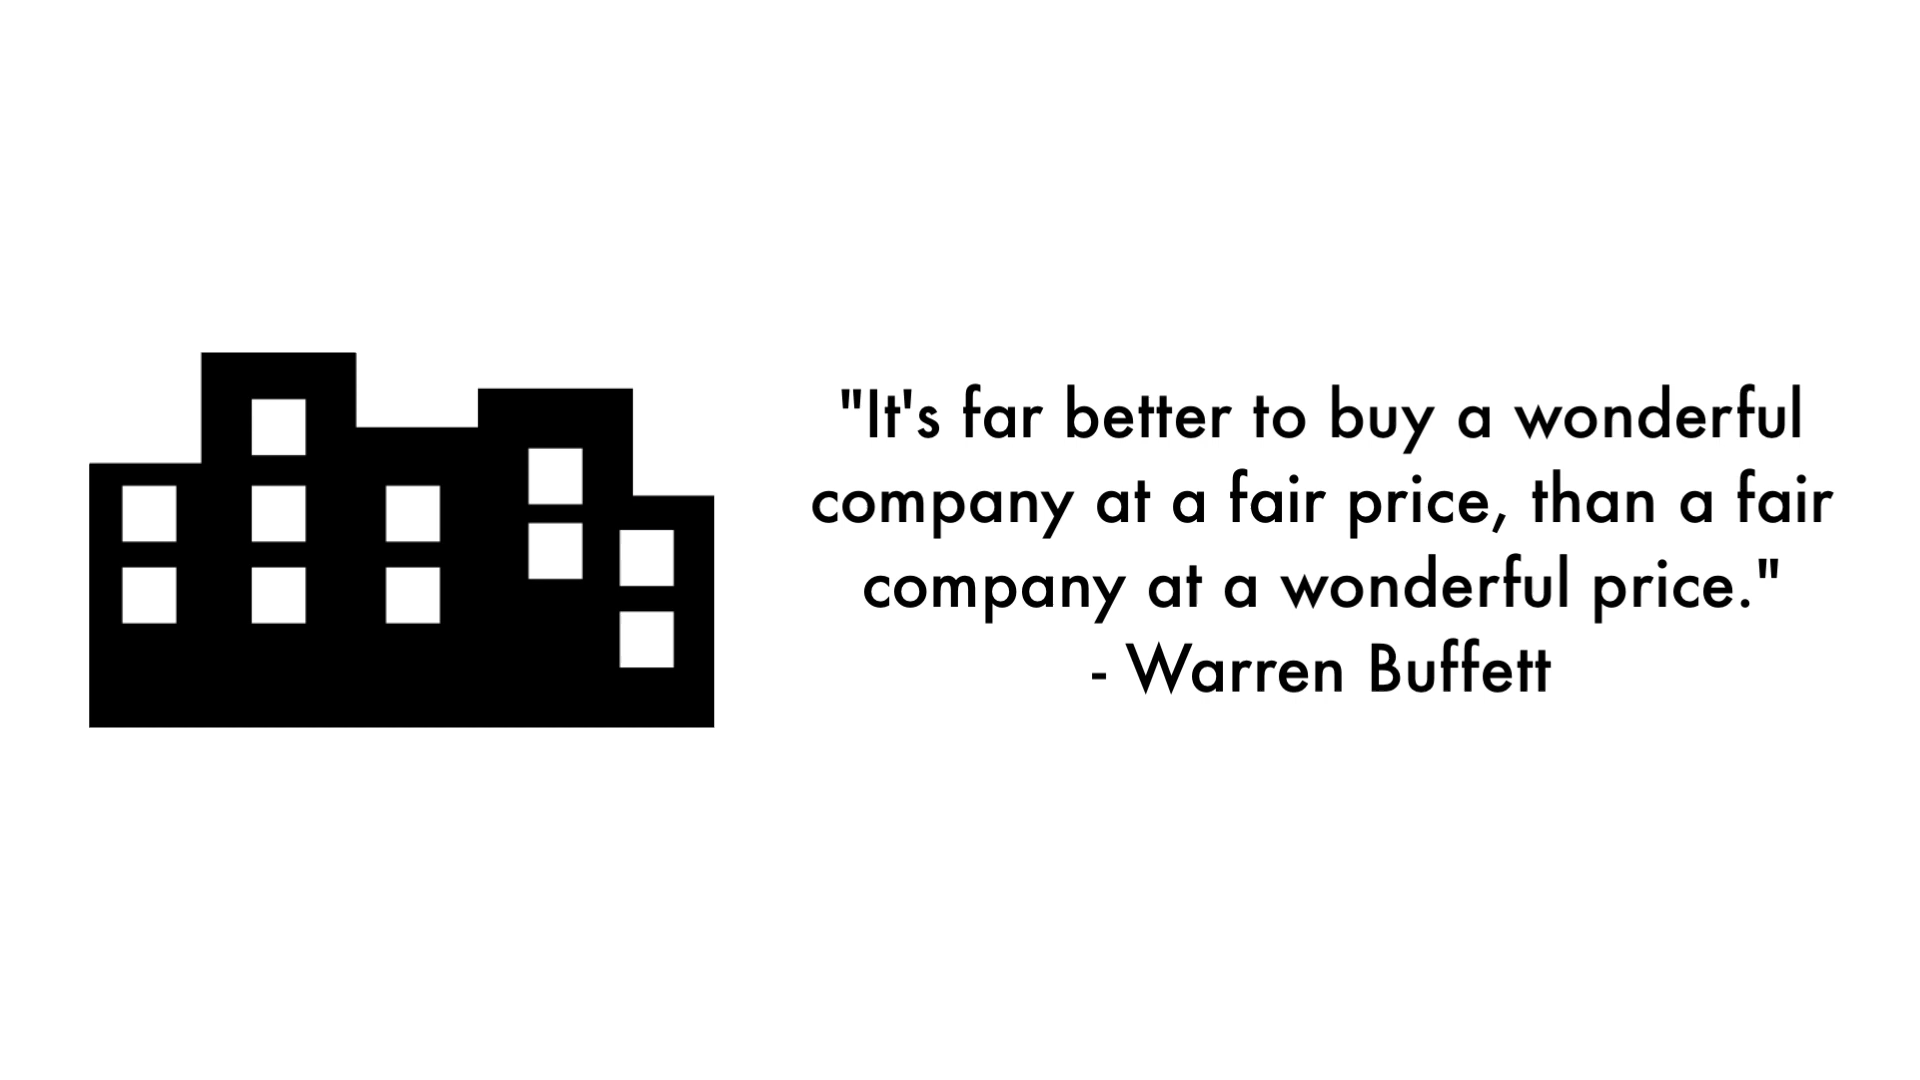 "It's far better to buy a wonderful
company at a fair price, than a fair
company at a wonderful price."
- Warren Buffett